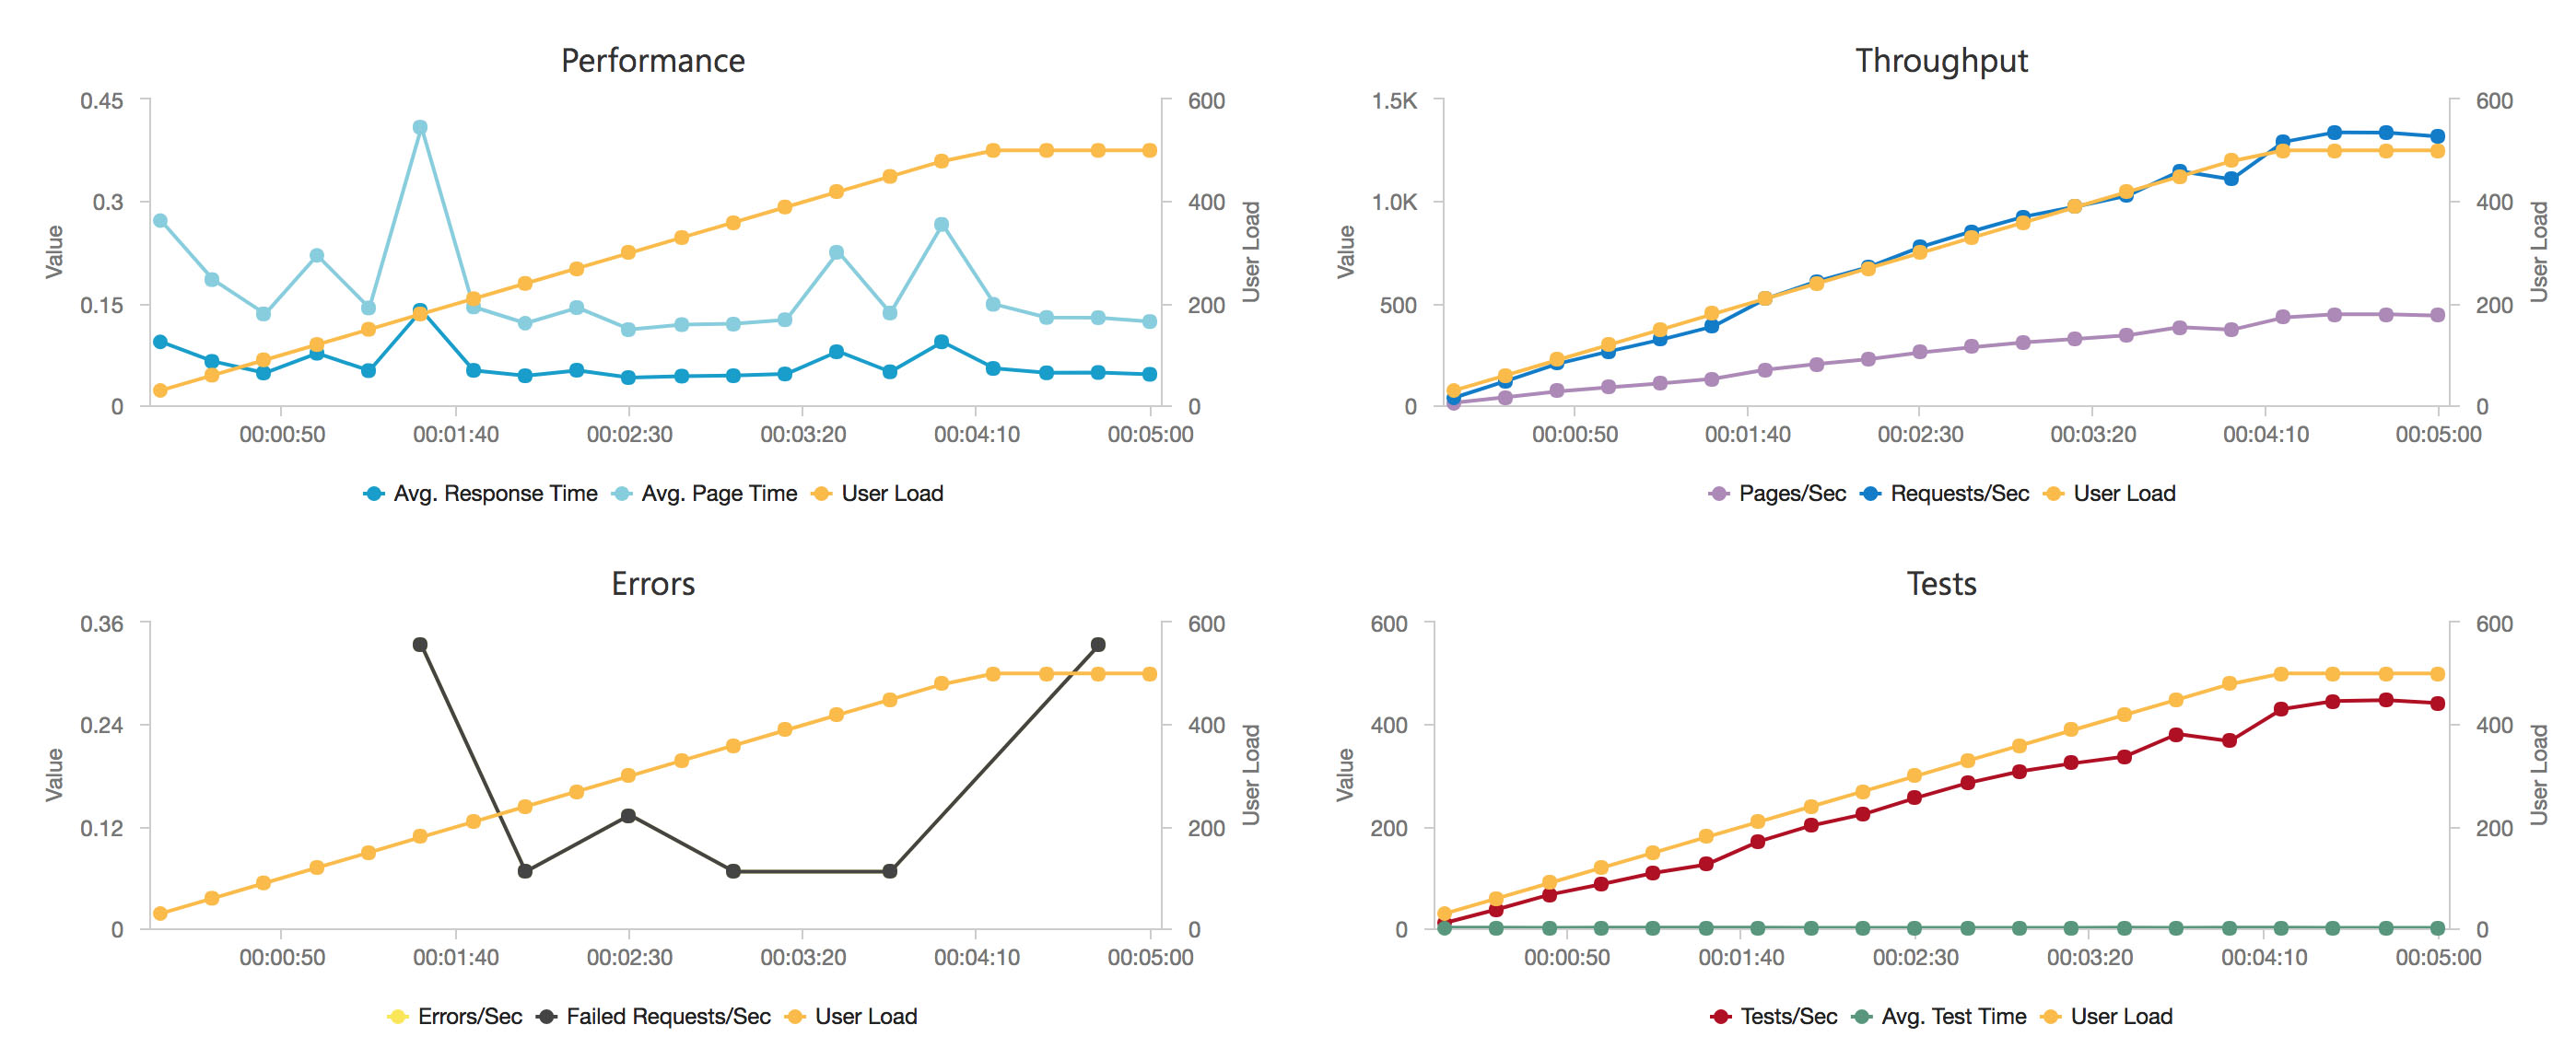 Performance
0.45
0.3
0.15
0
Value
600
400
200
0
User Load
00:00:50 00:01:40 00:02:30 00:03:20 00:04:10 00:05:00
Avg. Response Time Avg. Page Time User Load
Throughput
1.5K
1.0K
500
0
Value
600
400
200
0
User Load
00:00:50 00:01:40 00:02:30 00:03:20 00:04:10 00:05:00
Pages/Sec Requests/Sec User Load
Errors
0.36
0.24
0.12
0
Value
600
400
200
0
User Load
00:00:50 00:01:40 00:02:30 00:03:20 00:04:10 00:05:00
Errors/Sec Failed Requests/Sec User Load
Tests
600
400
200
0
Value
600
400
200
0
User Load
00:00:50 00:01:40 00:02:30 00:03:20 00:04:10 00:05:00
Tests/Sec Avg. Test Time User Load